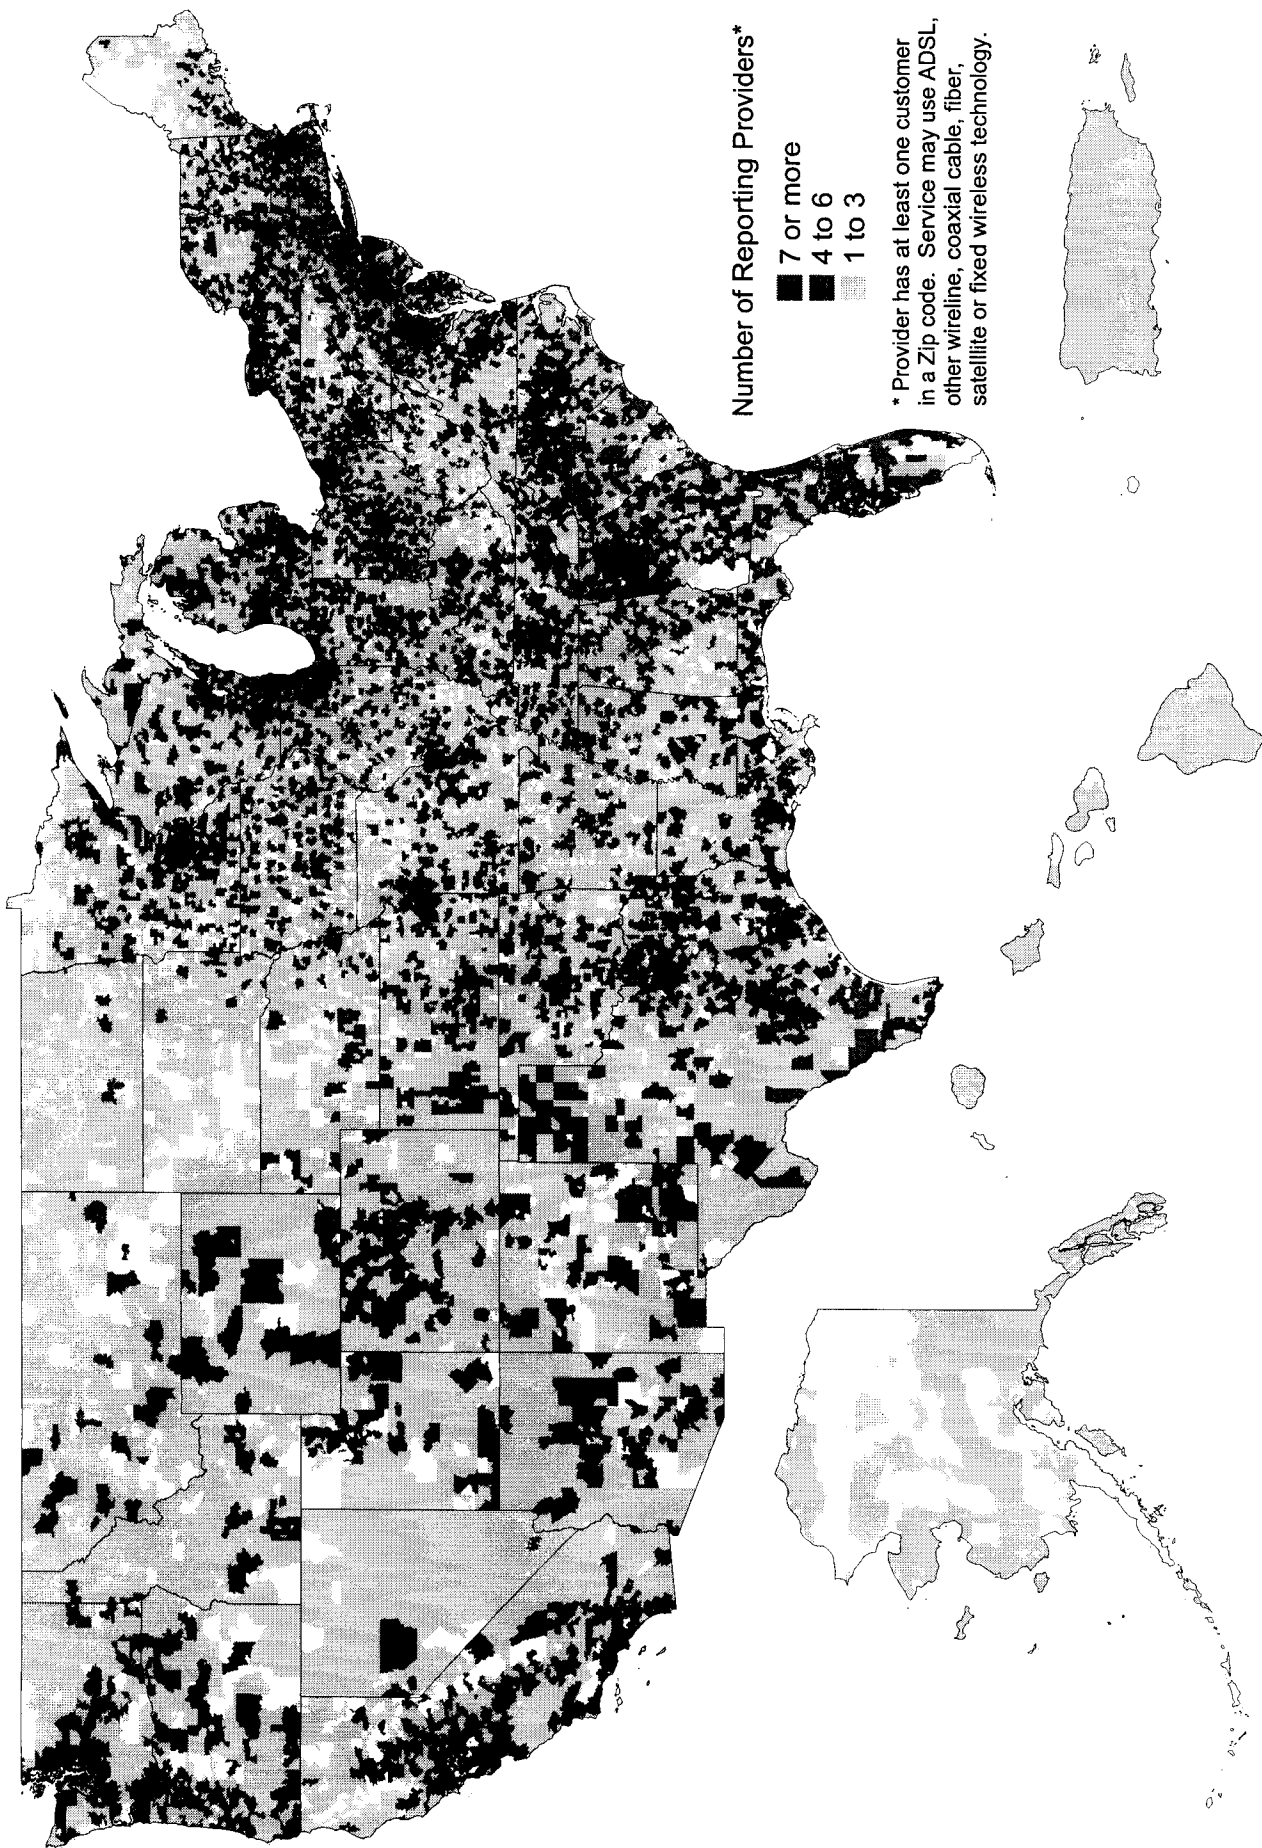 Number of Reporting Providers*
7 or more
4 to 6
1 to 3
* Provider has at least one customer
in a Zip code.  Service may use ADSL,
other wireline, coaxial cable, fiber,
satelllite or fixed wireless technology.